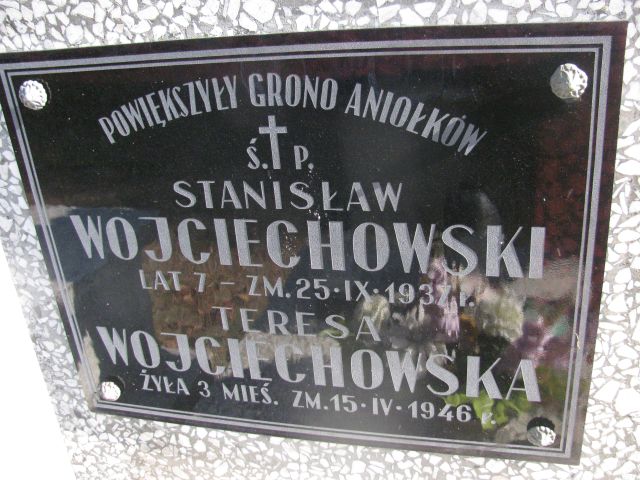 POWIĘKSZYŁY GRONO ANIOŁKÓW
Ś. † P.
STANISŁAW
WOJCIECHOWSKI
LAT 7 – ZM. 25·IX·1937 r.
TERESA
WOJCIECHOWSKA
ŻYŁA 3 MIEŚ. ZM. 15·IV·1946 r.